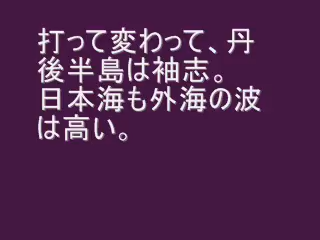 打って変わって、丹
後半島は袖志。
日本海も外海の波
は高い。